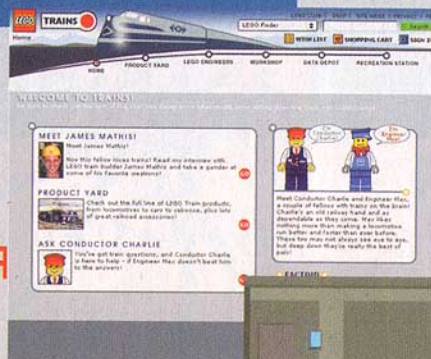 LEGO TRAINS
LEGO Finder
Home
WISH LIST SHOPPING CART SIGN IN
HOME PRODUCT YARD LEGO ENGINEERS WORKSHOP DATA DEPOT RECREATION STATION
WELCOME TO TRAINS!
MEET JAMES MATHIS!
Meet James Mathis!
Now this fellow loves trains! Read my interview with
LEGO train builder James Mathis and take a gander at
some of his favorite creations!
GO
PRODUCT YARD
Check out the full line of LEGO Train products,
from locomotives to cars to cabooses, plus lots
of great railroad accessories!
GO
ASK CONDUCTOR CHARLIE
You've got train questions, and Conductor Charlie
is here to help - if Engineer Max doesn't beat him
to the answers!
I'm Conductor Charlie!
I'm Engineer Max!
Meet Conductor Charlie and Engineer Max,
a couple of fellows with trains on the brain!
Charlie's an old railway hand and as
dependable as they come. Max likes
nothing more than making a locomotive
run better and faster than ever before.
These two may not always see eye to eye,
but deep down they're really the best of
pals!
FACTOID